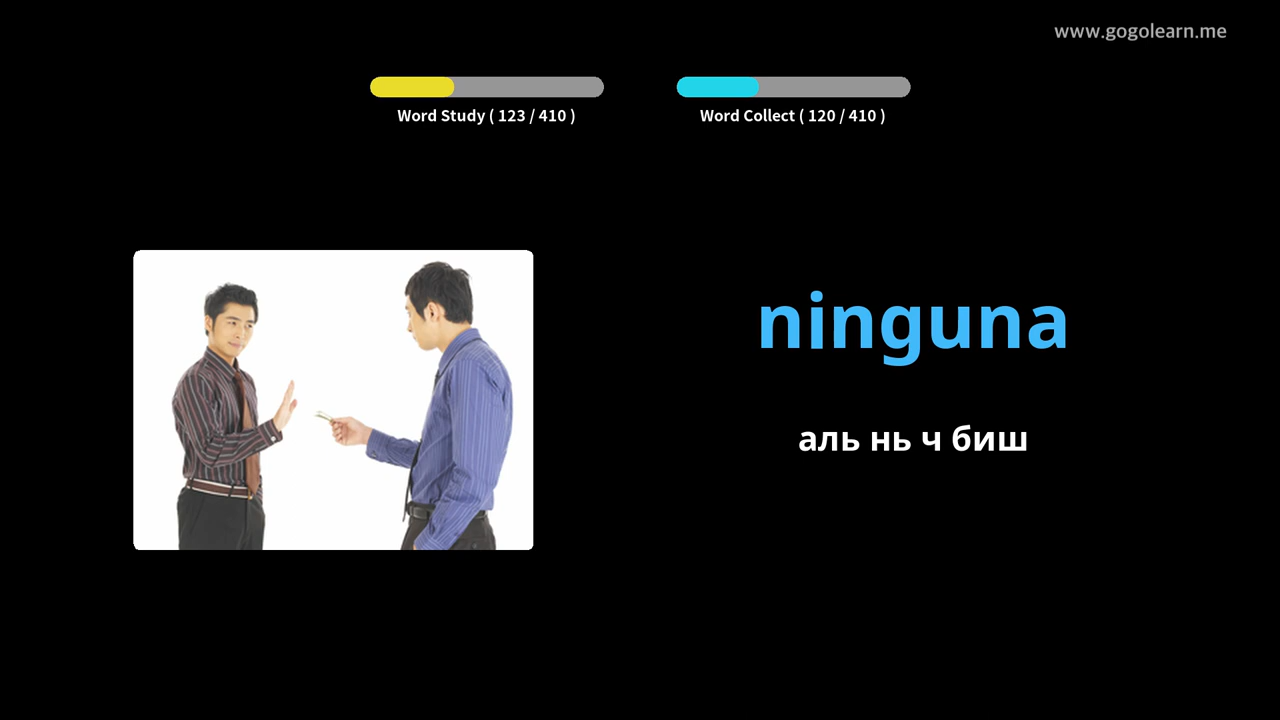 www.gogolearn.me
Word Study ( 123 / 410 )
Word Collect ( 120 / 410 )
ninguna
аль нь ч биш